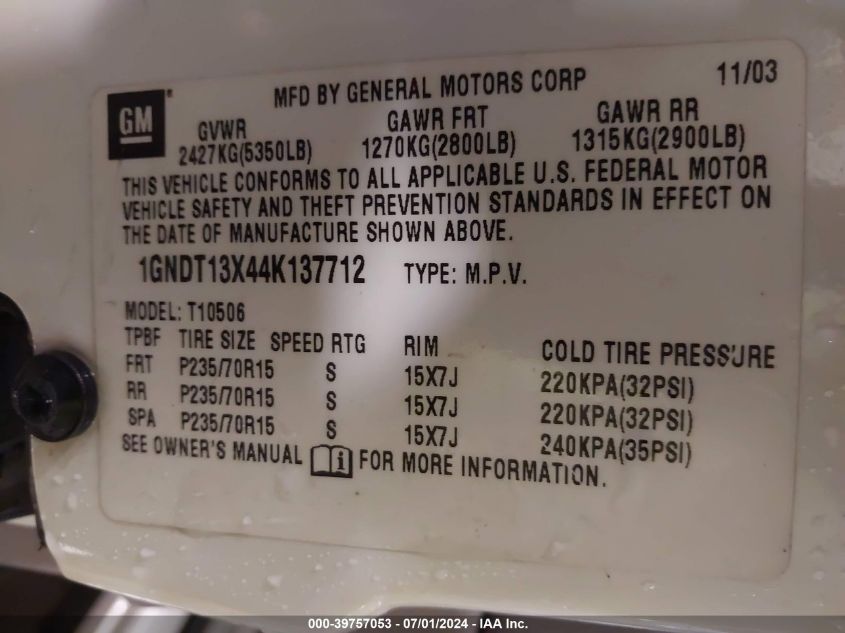 GM
MFD BY GENERAL MOTORS CORP 11/03
GVWR GAWR FRT GAWR RR
2427KG(5350LB) 1270KG(2800LB) 1315KG(2900LB)
THIS VEHICLE CONFORMS TO ALL APPLICABLE U.S. FEDERAL MOTOR
VEHICLE SAFETY AND THEFT PREVENTION STANDARDS IN EFFECT ON
THE DATE OF MANUFACTURE SHOWN ABOVE.
1GNDT13X44K137712 TYPE: M.P.V.
MODEL: T10506
TPBF TIRE SIZE SPEED RTG RIM COLD TIRE PRESSURE
FRT P235/70R15 S 15X7J 220KPA(32PSI)
RR P235/70R15 S 15X7J 220KPA(32PSI)
SPA P235/70R15 S 15X7J 240KPA(35PSI)
SEE OWNER'S MANUAL i FOR MORE INFORMATION.
000-39757053 - 07/01/2024 - IAA Inc.